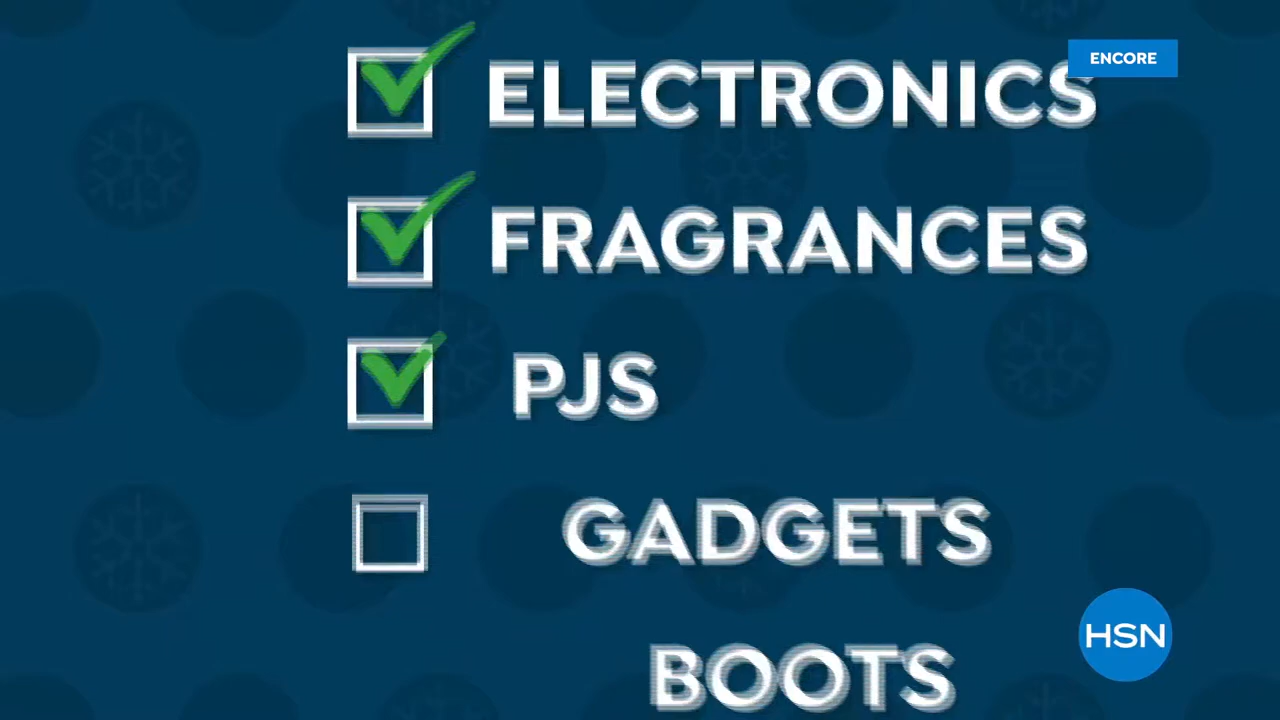 ENCORE
ELECTRONICS
FRAGRANCES
PJS
GADGETS
BOOTS
HSN